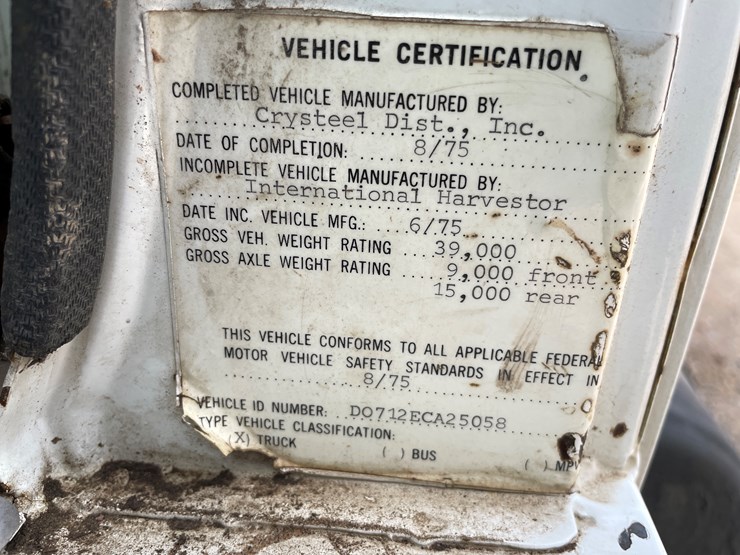 VEHICLE CERTIFICATION
COMPLETED VEHICLE MANUFACTURED BY:
Crysteel Dist., Inc.
DATE OF COMPLETION: 8/75
INCOMPLETE VEHICLE MANUFACTURED BY:
International Harvestor
DATE INC. VEHICLE MFG.: 6/75
GROSS VEH. WEIGHT RATING 39,000
GROSS AXLE WEIGHT RATING 9,000 front
15,000 rear
THIS VEHICLE CONFORMS TO ALL APPLICABLE FEDERAL
MOTOR VEHICLE SAFETY STANDARDS IN EFFECT IN
8/75
VEHICLE ID NUMBER: D0712ECA25058
TYPE VEHICLE CLASSIFICATION:
(X) TRUCK ( ) BUS ( ) MPV